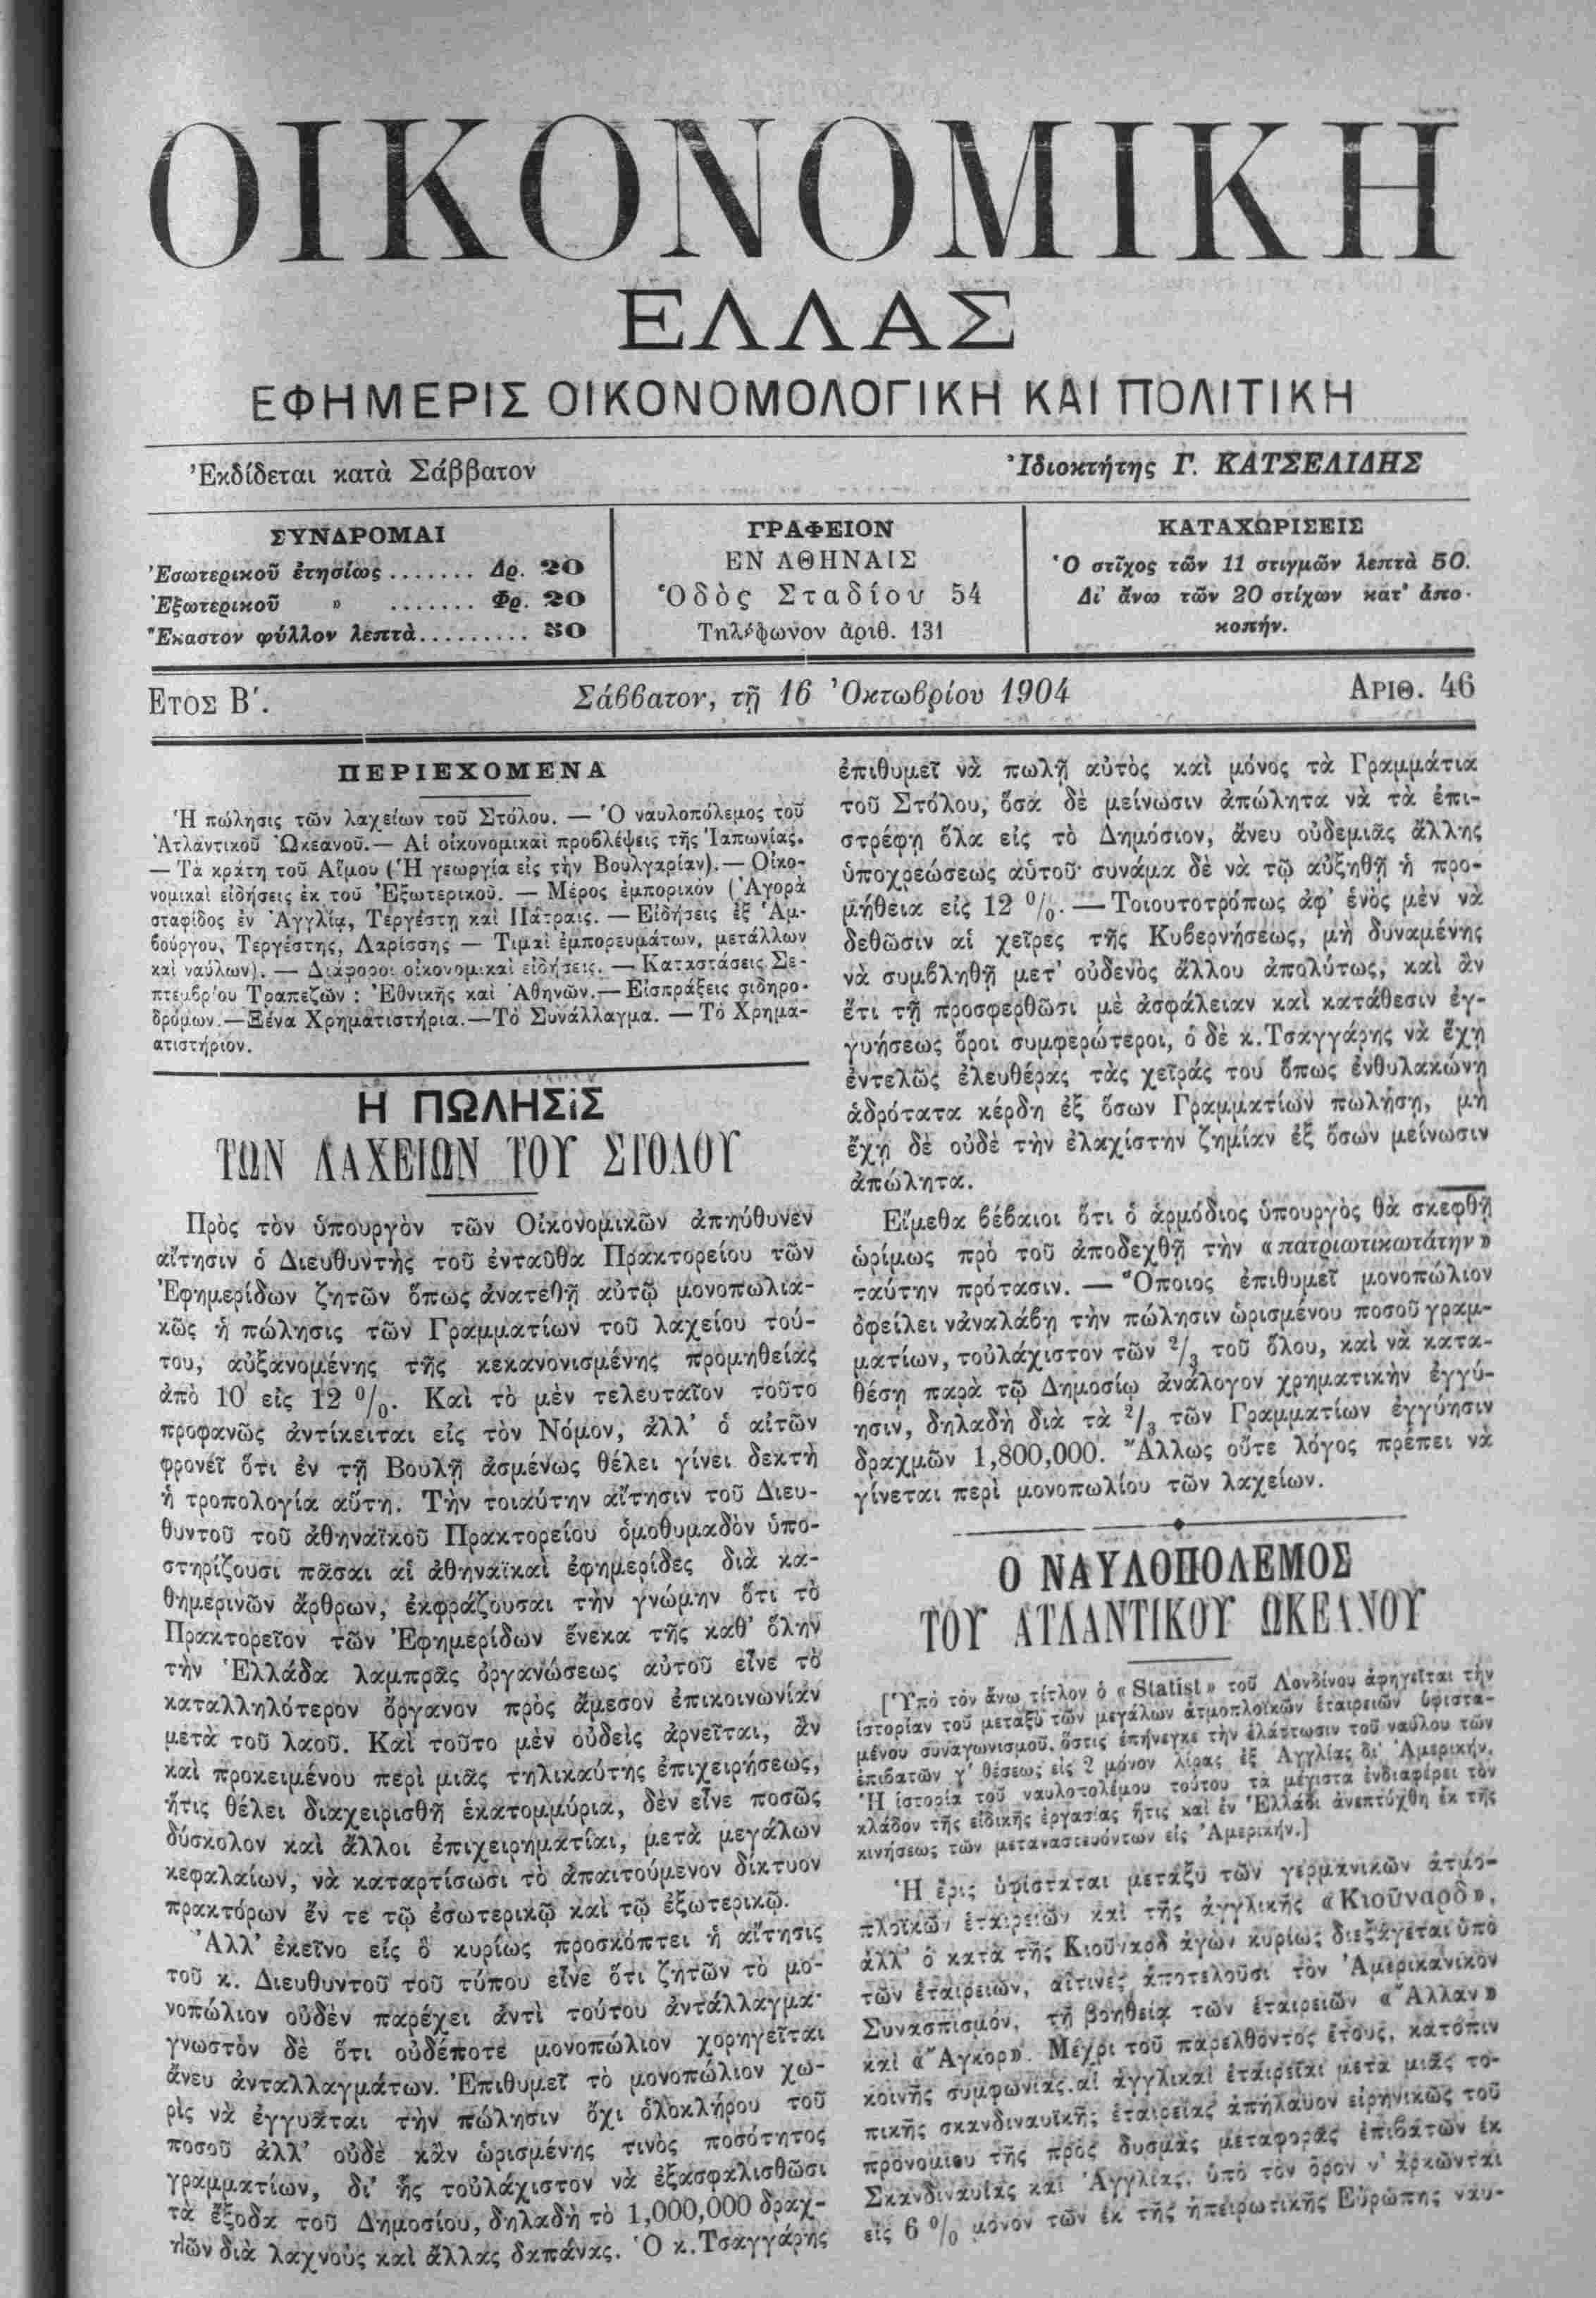 ΟΙΚΟΝΟΜΙΚΗ
ΕΛΛΑΣ
ΕΦΗΜΕΡΙΣ ΟΙΚΟΝΟΜΟΛΟΓΙΚΗ ΚΑΙ ΠΟΛΙΤΙΚΗ
Ἐκδίδεται κατὰ Σάββατον
Ἰδιοκτήτης Γ. ΚΑΤΣΕΛΙΔΗΣ
ΣΥΝΔΡΟΜΑΙ
Ἐσωτερικοῦ ἐτησίως ....... Δρ. 20
Ἐξωτερικοῦ » ....... Φρ. 20
Ἕκαστον φύλλον λεπτὰ.......... 50
ΓΡΑΦΕΙΟΝ
ΕΝ ΑΘΗΝΑΙΣ
Ὁδὸς Σταδίου 54
Τηλέφωνον ἀριθ. 131
ΚΑΤΑΧΩΡΙΣΕΙΣ
Ὁ στῖχος τῶν 11 στιγμῶν λεπτὰ 50.
Δι' ἄνω τῶν 20 στίχων κατ' ἀπο-
κοπήν.
ΕΤΟΣ Β'.
Σάββατον, τῇ 16 Ὀκτωβρίου 1904
ΑΡΙΘ. 46
ΠΕΡΙΕΧΟΜΕΝΑ
Ἡ πώλησις τῶν λαχείων τοῦ Στόλου. — Ὁ ναυλοπόλεμος τοῦ
Ἀτλαντικοῦ Ὠκεανοῦ.— Αἱ οἰκονομικαὶ προβλέψεις τῆς Ἰαπωνίας.
— Τὰ κράτη τοῦ Αἵμου (Ἡ γεωργία εἰς τὴν Βουλγαρίαν).— Οἰκο-
νομικαὶ εἰδήσεις ἐκ τοῦ Ἐξωτερικοῦ. — Μέρος ἐμπορικὸν (Ἀγορὰ
σταφίδος ἐν Ἀγγλίᾳ, Τεργέστῃ καὶ Πάτραις. — Εἰδήσεις ἐξ Ἀμ-
βούργου, Τεργέστης, Λαρίσσης — Τιμαὶ ἐμπορευμάτων, μετάλλων
καὶ ναύλων). — Διάφοροι οἰκονομικαὶ εἰδήσεις. — Καταστάσεις Σε-
πτεμβρίου Τραπεζῶν : Ἐθνικῆς καὶ Ἀθηνῶν.— Εἰσπράξεις σιδηρο-
δρόμων.—Ξένα Χρηματιστήρια.—Τὸ Συνάλλαγμα. — Τὸ Χρημα-
ατιστήριον.
Η ΠΩΛΗΣΙΣ
ΤΩΝ ΛΑΧΕΙΩΝ ΤΟΥ ΣΤΟΛΟΥ
Πρὸς τὸν ὑπουργὸν τῶν Οἰκονομικῶν ἀπηύθυνεν
αἴτησιν ὁ Διευθυντὴς τοῦ ἐνταῦθα Πρακτορείου τῶν
Ἐφημερίδων ζητῶν ὅπως ἀνατεθῇ αὐτῷ μονοπωλια-
κῶς ἡ πώλησις τῶν Γραμματίων τοῦ λαχείου τού-
του, αὐξανομένης τῆς κεκανονισμένης προμηθείας
ἀπὸ 10 εἰς 12 %. Καὶ τὸ μὲν τελευταῖον τοῦτο
προφανῶς ἀντίκειται εἰς τὸν Νόμον, ἀλλ' ὁ αἰτῶν
φρονεῖ ὅτι ἐν τῇ Βουλῇ ἀσμένως θέλει γίνει δεκτὴ
ἡ τροπολογία αὕτη. Τὴν τοιαύτην αἴτησιν τοῦ Διευ-
θυντοῦ τοῦ ἀθηναϊκοῦ Πρακτορείου ὁμοθυμαδὸν ὑπο-
στηρίζουσι πᾶσαι αἱ ἀθηναϊκαὶ ἐφημερίδες διὰ κα-
θημερινῶν ἄρθρων, ἐκφράζουσαι τὴν γνώμην ὅτι τὸ
Πρακτορεῖον τῶν Ἐφημερίδων ἕνεκα τῆς καθ' ὅλην
τὴν Ἑλλάδα λαμπρᾶς ὀργανώσεως αὐτοῦ εἶνε τὸ
καταλληλότερον ὄργανον πρὸς ἄμεσον ἐπικοινωνίαν
μετὰ τοῦ λαοῦ. Καὶ τοῦτο μὲν οὐδεὶς ἀρνεῖται, ἂν
καὶ προκειμένου περὶ μιᾶς τηλικαύτης ἐπιχειρήσεως,
ἥτις θέλει διαχειρισθῆ ἑκατομμύρια, δὲν εἶνε ποσῶς
δύσκολον καὶ ἄλλοι ἐπιχειρηματίαι, μετὰ μεγάλων
κεφαλαίων, νὰ καταρτίσωσι τὸ ἀπαιτούμενον δίκτυον
πρακτόρων ἔν τε τῷ ἐσωτερικῷ καὶ τῷ ἐξωτερικῷ.
Ἀλλ' ἐκεῖνο εἰς ὃ κυρίως προσκόπτει ἡ αἴτησις
τοῦ κ. Διευθυντοῦ τοῦ τύπου εἶνε ὅτι ζητῶν τὸ μο-
νοπώλιον οὐδὲν παρέχει ἀντὶ τούτου ἀντάλλαγμα·
γνωστὸν δὲ ὅτι οὐδέποτε μονοπώλιον χορηγεῖται
ἄνευ ἀνταλλαγμάτων. Ἐπιθυμεῖ τὸ μονοπώλιον χω-
ρὶς νὰ ἐγγυᾶται τὴν πώλησιν ὄχι ὁλοκλήρου τοῦ
ποσοῦ ἀλλ' οὐδὲ κἂν ὡρισμένης τινὸς ποσότητος
γραμματίων, δι' ἧς τοὐλάχιστον νὰ ἐξασφαλισθῶσι
τὰ ἔξοδα τοῦ Δημοσίου, δηλαδὴ τὸ 1,000,000 δραχ-
μῶν διὰ λαχνοὺς καὶ ἄλλας δαπάνας. Ὁ κ. Τσαγγάρης
ἐπιθυμεῖ νὰ πωλῇ αὐτὸς καὶ μόνος τὰ Γραμμάτια
τοῦ Στόλου, ὅσα δὲ μείνωσιν ἀπώλητα νὰ τὰ ἐπι-
στρέφῃ ὅλα εἰς τὸ Δημόσιον, ἄνευ οὐδεμιᾶς ἄλλης
ὑποχρεώσεως αὐτοῦ· συνάμα δὲ νὰ τῷ αὐξηθῇ ἡ προ-
μήθεια εἰς 12 %. — Τοιουτοτρόπως ἀφ' ἑνὸς μὲν νὰ
δεθῶσιν αἱ χεῖρες τῆς Κυβερνήσεως, μὴ δυναμένης
νὰ συμβληθῇ μετ' οὐδενὸς ἄλλου ἀπολύτως, καὶ ἂν
ἔτι τῇ προσφερθῶσι μὲ ἀσφάλειαν καὶ κατάθεσιν ἐγ-
γυήσεως ὅροι συμφερώτεροι, ὁ δὲ κ. Τσαγγάρης νὰ ἔχῃ
ἐντελῶς ἐλευθέρας τὰς χεῖράς του ὅπως ἐνθυλακώνῃ
ἁδρότατα κέρδη ἐξ ὅσων Γραμματίων πωλήσῃ, μὴ
ἔχῃ δὲ οὐδὲ τὴν ἐλαχίστην ζημίαν ἐξ ὅσων μείνωσιν
ἀπώλητα.
Εἴμεθα βέβαιοι ὅτι ὁ ἁρμόδιος ὑπουργὸς θὰ σκεφθῇ
ὡρίμως πρὸ τοῦ ἀποδεχθῇ τὴν «πατριωτικωτάτην»
ταύτην πρότασιν. — Ὅποιος ἐπιθυμεῖ μονοπώλιον
ὀφείλει νἀναλάβῃ τὴν πώλησιν ὡρισμένου ποσοῦ γραμ-
ματίων, τοὐλάχιστον τῶν 2/3 τοῦ ὅλου, καὶ νὰ κατα-
θέσῃ παρὰ τῷ Δημοσίῳ ἀνάλογον χρηματικὴν ἐγγύ-
ησιν, δηλαδὴ διὰ τὰ 2/3 τῶν Γραμματίων ἐγγύησιν
δραχμῶν 1,800,000. Ἄλλως οὔτε λόγος πρέπει νὰ
γίνεται περὶ μονοπωλίου τῶν λαχείων.
Ο ΝΑΥΛΟΠΟΛΕΜΟΣ
ΤΟΥ ΑΤΛΑΝΤΙΚΟΥ ΩΚΕΑΝΟΥ
[Ὑπὸ τὸν ἄνω τίτλον ὁ «Statist» τοῦ Λονδίνου ἀφηγεῖται τὴν
ἱστορίαν τοῦ μεταξὺ τῶν μεγάλων ἀτμοπλοϊκῶν ἑταιρειῶν ὑφιστα-
μένου συναγωνισμοῦ, ὅστις ἐπήνεγκε τὴν ἐλάττωσιν τοῦ ναύλου τῶν
ἐπιβατῶν γ' θέσεως εἰς 2 μόνον λίρας ἐξ Ἀγγλίας δι' Ἀμερικήν.
Ἡ ἱστορία τοῦ ναυλοπολέμου τούτου τὰ μέγιστα ἐνδιαφέρει τὸν
κλάδον τῆς εἰδικῆς ἐργασίας ἥτις καὶ ἐν Ἑλλάδι ἀνεπτύχθη ἐκ τῆς
κινήσεως τῶν μεταναστευόντων εἰς Ἀμερικήν.]
Ἡ ἔρις ὑφίσταται μεταξὺ τῶν γερμανικῶν ἀτμο-
πλοϊκῶν ἑταιρειῶν καὶ τῆς ἀγγλικῆς «Κιοῦναρδ»,
ἀλλ' ὁ κατὰ τῆς Κιοῦναρδ ἀγὼν κυρίως διεξάγεται ὑπὸ
τῶν ἑταιρειῶν, αἵτινες ἀποτελοῦσι τὸν Ἀμερικανικὸν
Συνασπισμόν, τῇ βοηθείᾳ τῶν ἑταιρειῶν «Ἄλλαν»
καὶ «Ἄγκορ». Μέχρι τοῦ παρελθόντος ἔτους, κατόπιν
κοινῆς συμφωνίας, αἱ ἀγγλικαὶ ἑταιρεῖαι μετὰ μιᾶς το-
πικῆς σκανδιναυϊκῆς ἑταιρείας ἀπήλαυον εἰρηνικῶς τοῦ
προνομίου τῆς πρὸς δυσμὰς μεταφορᾶς ἐπιβατῶν ἐκ
Σκανδιναυΐας καὶ Ἀγγλίας, ὑπὸ τὸν ὅρον ν' ἀρκῶνται
εἰς 6 % μόνον τῶν ἐκ τῆς ἠπειρωτικῆς Εὐρώπης ναυ-